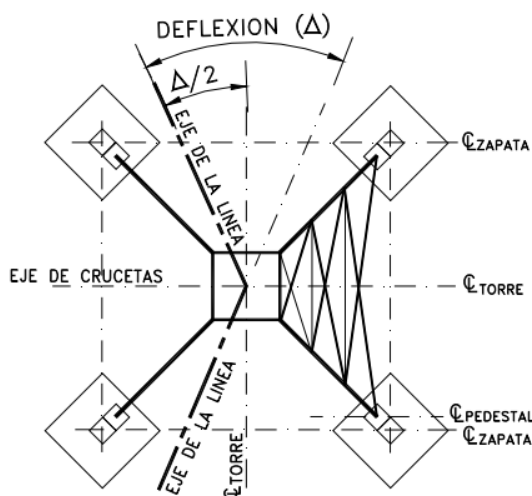 DEFLEXION (Δ)
Δ/2
EJE DE LA LINEA
℄ZAPATA
EJE DE CRUCETAS
℄TORRE
EJE DE LA LINEA
℄TORRE
℄PEDESTAL
℄ZAPATA